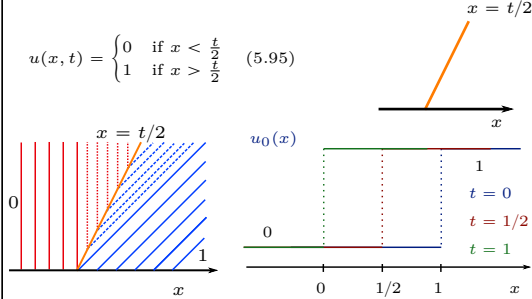 x = t/2
u(x, t) = { 0 if x < t/2
1 if x > t/2 (5.95)
x
x = t/2
0
1
x
u₀(x)
1
0
t = 0
t = 1/2
t = 1
0 1/2 1 x